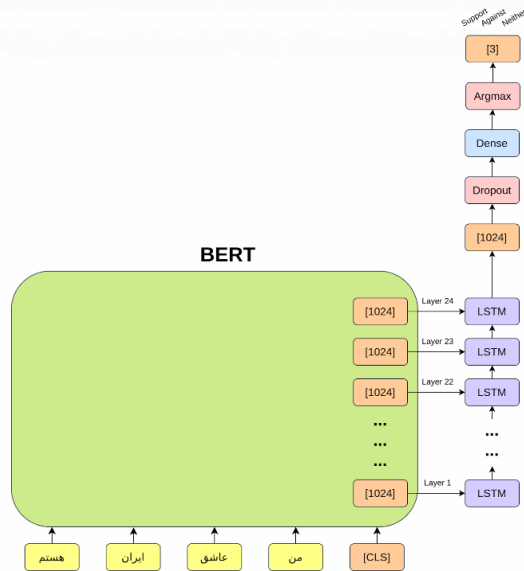 Support
Against
Neither
[3]
Argmax
Dense
Dropout
[1024]
BERT
[1024]
Layer 24
LSTM
[1024]
Layer 23
LSTM
[1024]
Layer 22
LSTM
...
...
...
...
...
[1024]
Layer 1
LSTM
هستم
ایران
عاشق
من
[CLS]